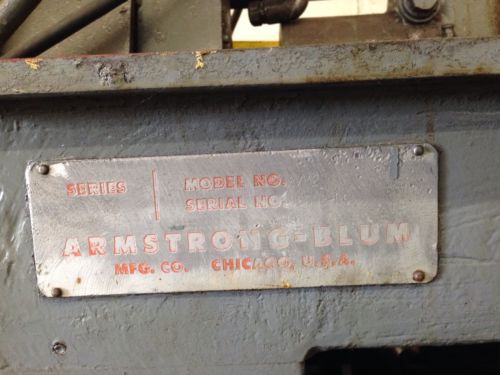 SERIES
MODEL NO.
SERIAL NO.
ARMSTRONG-BLUM
MFG. CO. CHICAGO, U.S.A.